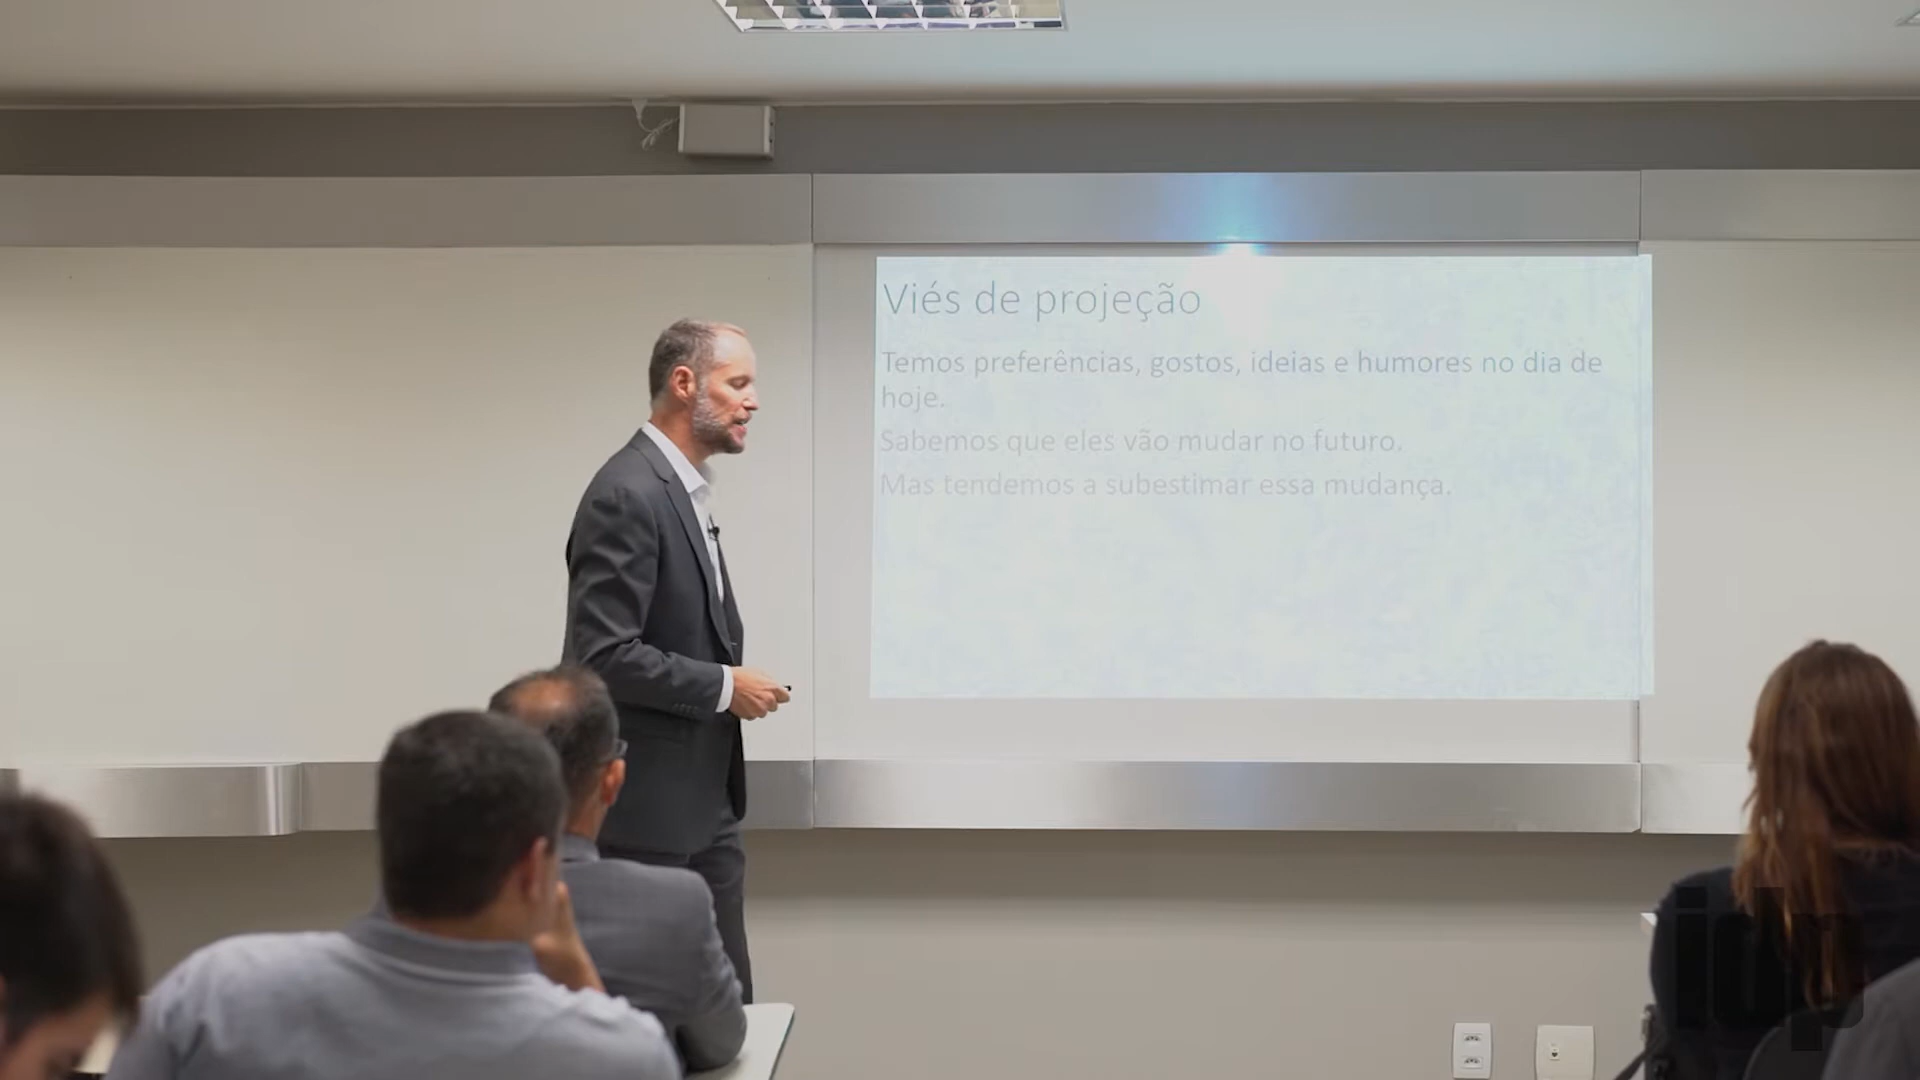 Viés de projeção
Temos preferências, gostos, ideias e humores no dia de
hoje.
Sabemos que eles vão mudar no futuro.
Mas tendemos a subestimar essa mudança.
idp